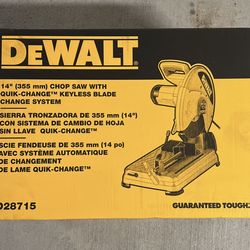 DEWALT
14" (355 mm) CHOP SAW WITH
QUIK-CHANGE™ KEYLESS BLADE
CHANGE SYSTEM
SIERRA TRONZADORA DE 355 mm (14")
CON SISTEMA DE CAMBIO DE HOJA
SIN LLAVE QUIK-CHANGE™
SCIE FENDEUSE DE 355 mm (14 po)
AVEC SYSTÈME AUTOMATIQUE
DE CHANGEMENT
DE LAME QUIK-CHANGE™
D28715
GUARANTEED TOUGH.